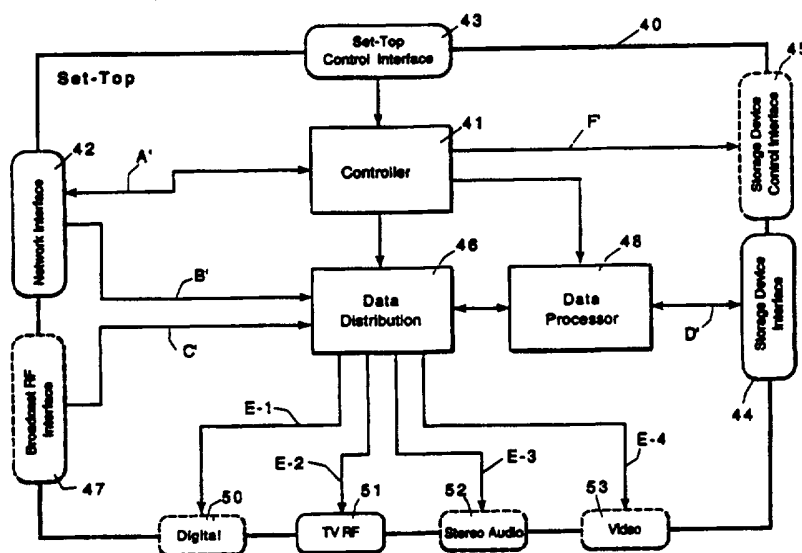 43
Set-Top
Control Interface
40
45
Set-Top
Storage Device
Control Interface
42
A'
41
F'
Controller
Network Interface
46
48
B'
Data
Distribution
Data
Processor
D'
Storage Device
Interface
C'
44
Broadcast RF
Interface
E-1
E-2
E-3
E-4
47
50
51
52
53
Digital
TV RF
Stereo Audio
Video